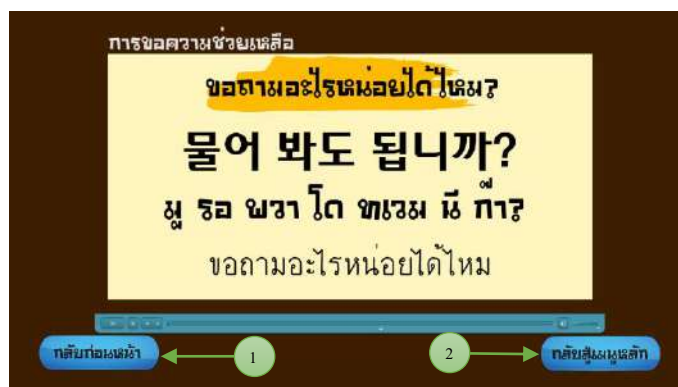 การขอความช่วยเหลือ
ขอถามอะไรหน่อยได้ไหม?
물어 봐도 됩니까?
มู รอ พวา โด ทเวม นี ก๊า?
ขอถามอะไรหน่อยได้ไหม
กลับก่อนหน้า
1
2
กลับสู่เมนูหลัก